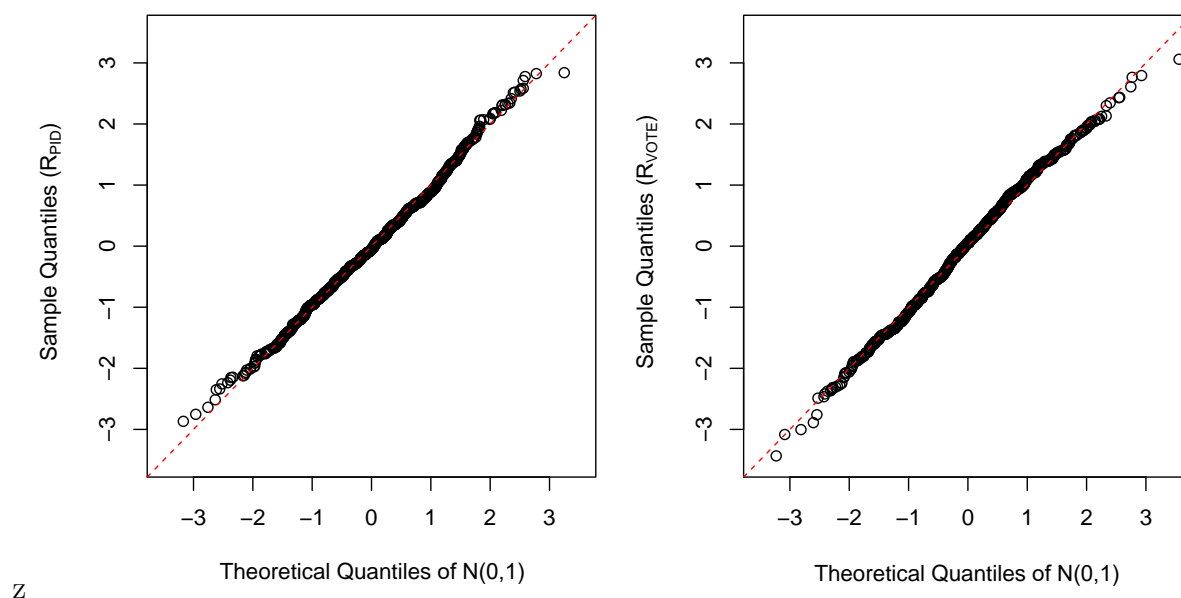 Sample Quantiles (R_PID)
3
2
1
0
−1
−2
−3
−3 −2 −1 0 1 2 3
Theoretical Quantiles of N(0,1)
Sample Quantiles (R_VOTE)
3
2
1
0
−1
−2
−3
−3 −2 −1 0 1 2 3
Theoretical Quantiles of N(0,1)
z